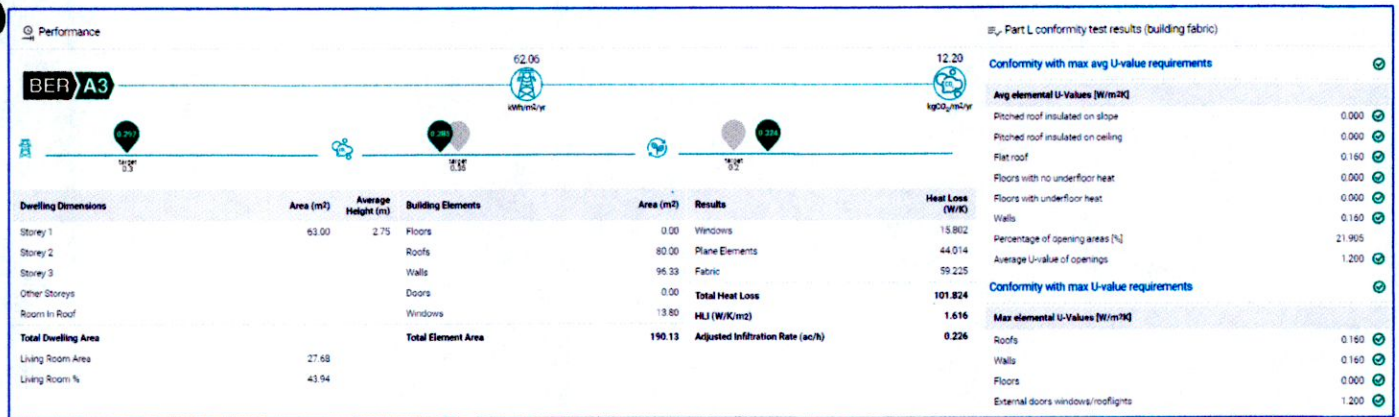 Performance
62.06
12.20
BER A3
kWh/m2/yr
kgCO2/m2/yr
0.297
0.285
0.224
target
0.3
target
0.35
target
0.2
Dwelling Dimensions Area (m2) Average Height (m)
Storey 1 63.00 2.75
Storey 2
Storey 3
Other Storeys
Room In Roof
Total Dwelling Area
Living Room Area 27.68
Living Room % 43.94
Building Elements Area (m2)
Floors 0.00
Roofs 80.00
Walls 96.33
Doors 0.00
Windows 13.80
Total Element Area 190.13
Results Heat Loss (W/K)
Windows 15.802
Plane Elements 44.014
Fabric 59.225
Total Heat Loss 101.824
HLI (W/K/m2) 1.616
Adjusted Infiltration Rate (ac/h) 0.226
Part L conformity test results (building fabric)
Conformity with max avg U-value requirements
Avg elemental U-Values [W/m2K]
Pitched roof insulated on slope 0.000
Pitched roof insulated on ceiling 0.000
Flat roof 0.160
Floors with no underfloor heat 0.000
Floors with underfloor heat 0.000
Walls 0.160
Percentage of opening areas [%] 21.905
Average U-value of openings 1.200
Conformity with max U-value requirements
Max elemental U-Values [W/m2K]
Roofs 0.160
Walls 0.160
Floors 0.000
External doors windows/rooflights 1.200